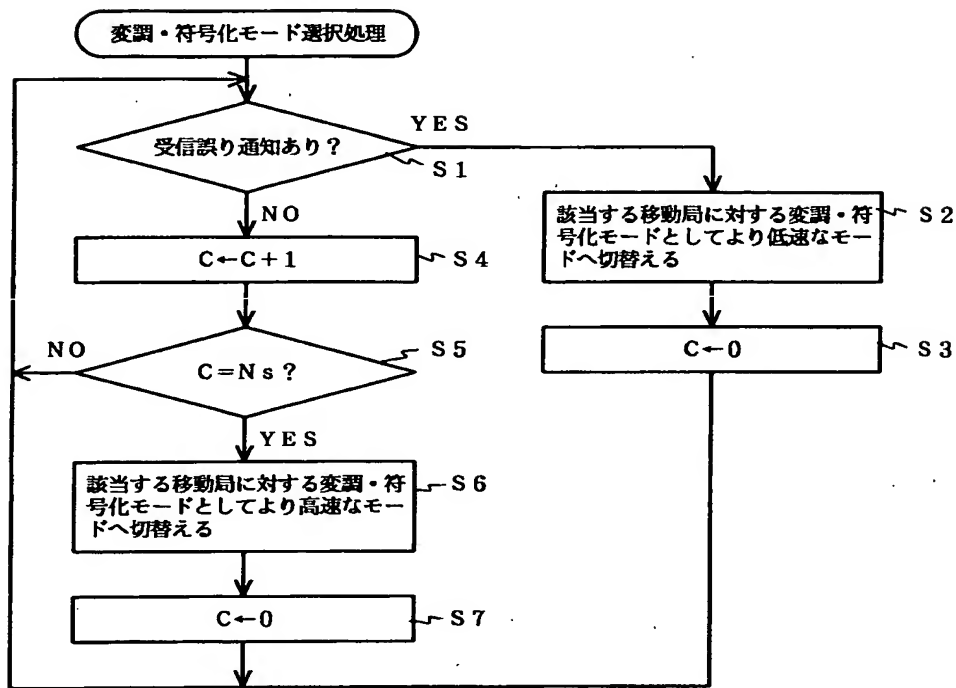 変調・符号化モード選択処理
受信誤り通知あり?
YES
S1
NO
C←C+1
S4
C=Ns?
S5
NO
YES
該当する移動局に対する変調・符
号化モードとしてより高速なモー
ドへ切替える
S6
C←0
S7
該当する移動局に対する変調・
符号化モードとしてより低速なモード
へ切替える
S2
C←0
S3